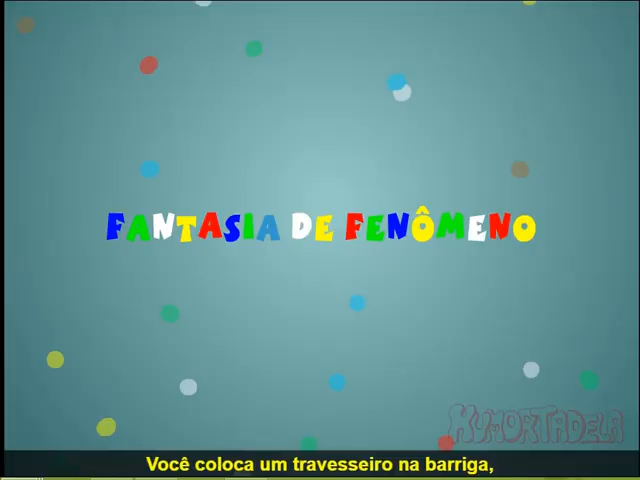 FANTASIA DE FENÔMENO
HUMORTADELA
Você coloca um travesseiro na barriga,